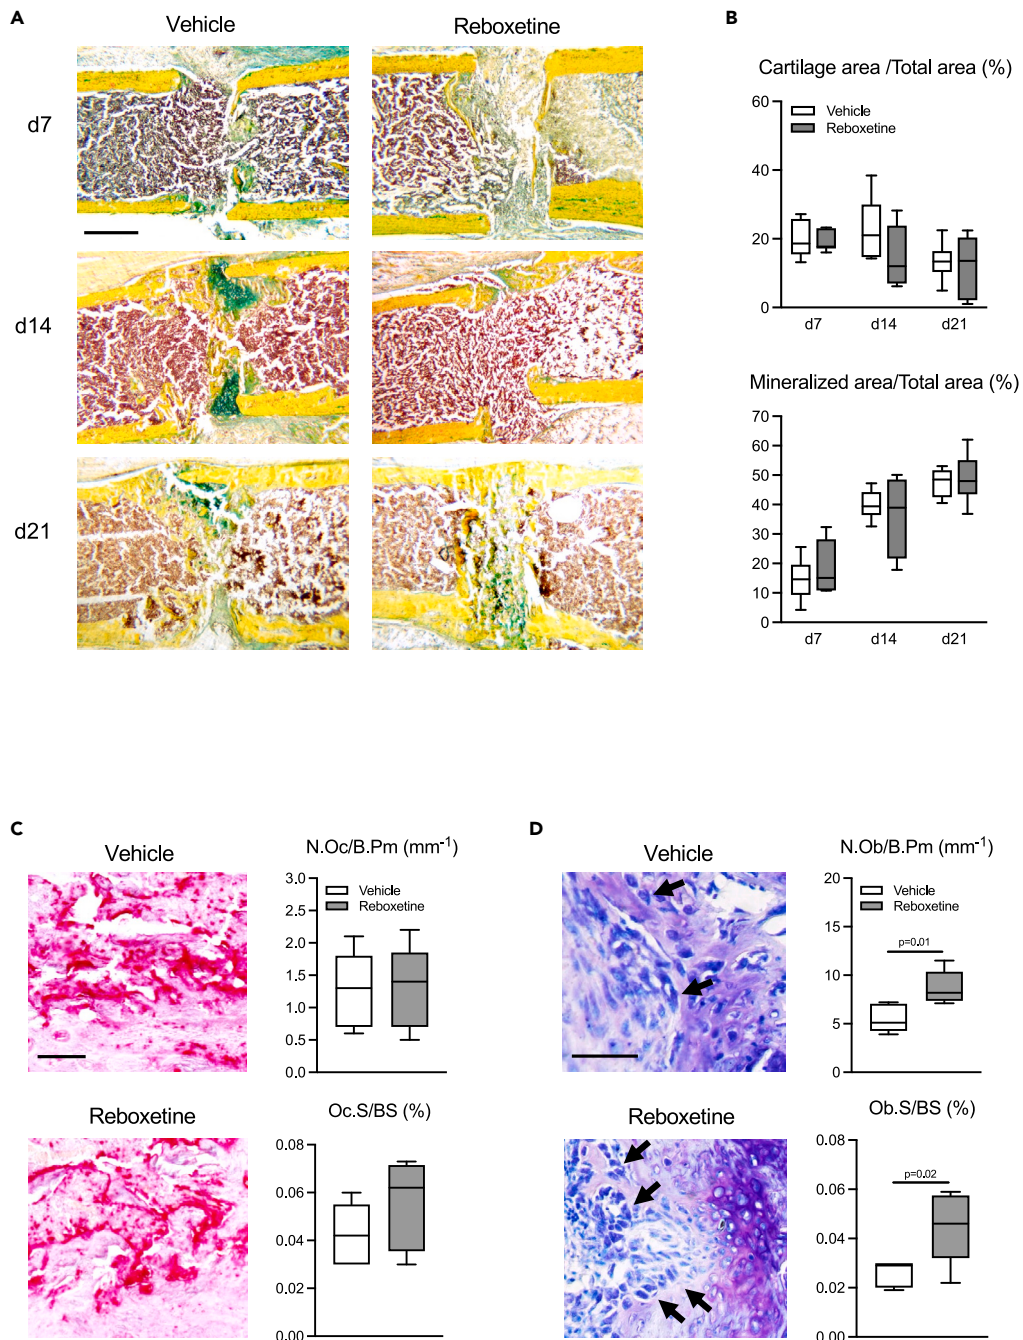 A
Vehicle
Reboxetine
d7
d14
d21
B
Cartilage area /Total area (%)
60
40
20
0
Vehicle
Reboxetine
d7
d14
d21
Mineralized area/Total area (%)
70
60
50
40
30
20
10
0
d7
d14
d21
C
Vehicle
N.Oc/B.Pm (mm-1)
3.0
2.5
2.0
1.5
1.0
0.5
0.0
Vehicle
Reboxetine
Reboxetine
Oc.S/BS (%)
0.08
0.06
0.04
0.02
0.00
D
Vehicle
N.Ob/B.Pm (mm-1)
20
15
10
5
0
Vehicle
Reboxetine
p=0.01
Reboxetine
Ob.S/BS (%)
0.08
0.06
0.04
0.02
0.00
p=0.02